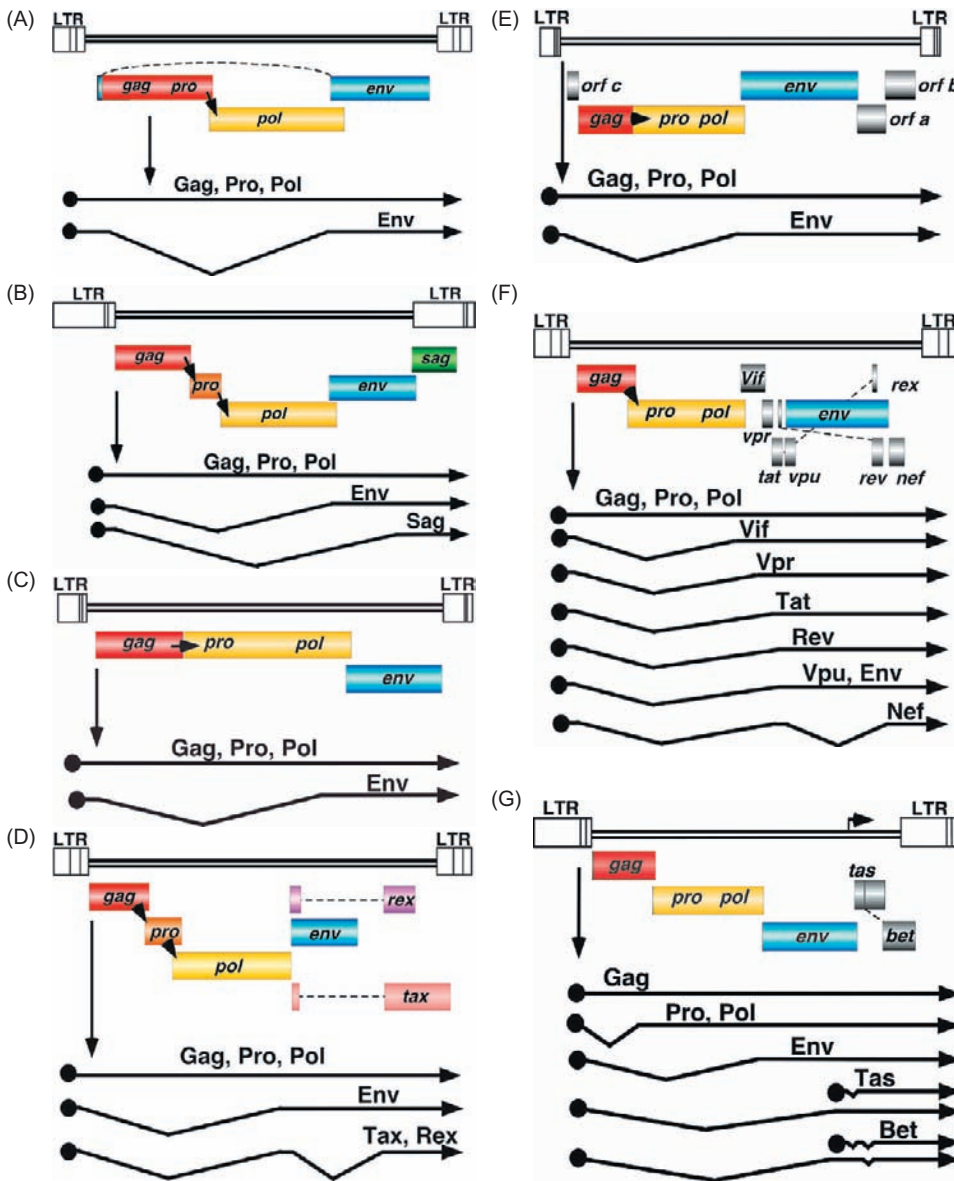 (A)
LTR LTR
gag pro env
pol
Gag, Pro, Pol
Env
(B)
LTR LTR
gag sag
pro env
pol
Gag, Pro, Pol
Env
Sag
(C)
LTR LTR
gag pro pol
env
Gag, Pro, Pol
Env
(D)
LTR LTR
gag rex
pro env
pol
tax
Gag, Pro, Pol
Env
Tax, Rex
(E)
LTR LTR
orf c env orf b
gag pro pol orf a
Gag, Pro, Pol
Env
(F)
LTR LTR
gag Vif rex
pro pol env
vpr
tat vpu rev nef
Gag, Pro, Pol
Vif
Vpr
Tat
Rev
Vpu, Env
Nef
(G)
LTR LTR
gag tas
pro pol
env bet
Gag
Pro, Pol
Env
Tas
Bet